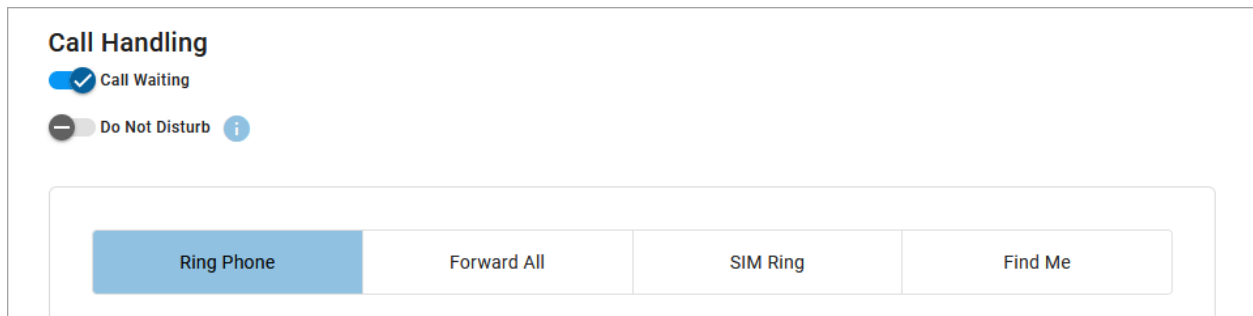 Call Handling
Call Waiting
Do Not Disturb i
Ring Phone Forward All SIM Ring Find Me